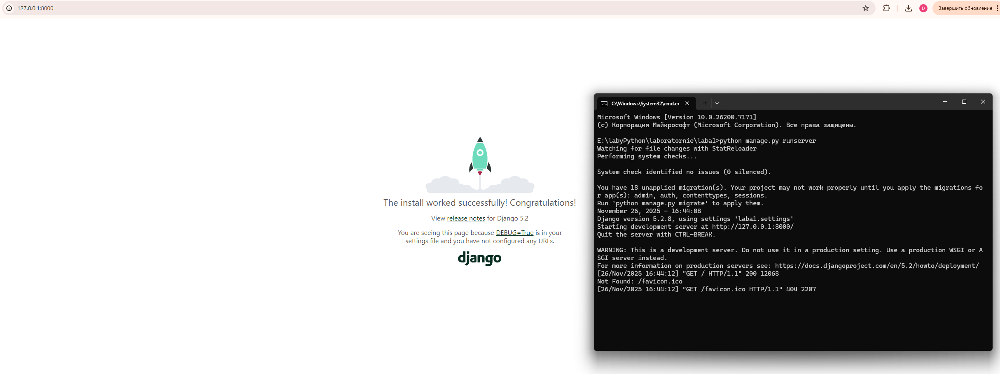 127.0.0.1:8000
D
Завершить обновление
The install worked successfully! Congratulations!
View release notes for Django 5.2
You are seeing this page because DEBUG=True is in your
settings file and you have not configured any URLs.
django
C:\Windows\System32\cmd.ex
Microsoft Windows [Version 10.0.26200.7171]
(c) Корпорация Майкрософт (Microsoft Corporation). Все права защищены.
E:\labyPython\laboratornie\laba1>python manage.py runserver
Watching for file changes with StatReloader
Performing system checks...
System check identified no issues (0 silenced).
You have 18 unapplied migration(s). Your project may not work properly until you apply the migrations fo
r app(s): admin, auth, contenttypes, sessions.
Run 'python manage.py migrate' to apply them.
November 26, 2025 - 16:44:08
Django version 5.2.8, using settings 'laba1.settings'
Starting development server at http://127.0.0.1:8000/
Quit the server with CTRL-BREAK.
WARNING: This is a development server. Do not use it in a production setting. Use a production WSGI or A
SGI server instead.
For more information on production servers see: https://docs.djangoproject.com/en/5.2/howto/deployment/
[26/Nov/2025 16:44:12] "GET / HTTP/1.1" 200 12068
Not Found: /favicon.ico
[26/Nov/2025 16:44:12] "GET /favicon.ico HTTP/1.1" 404 2207